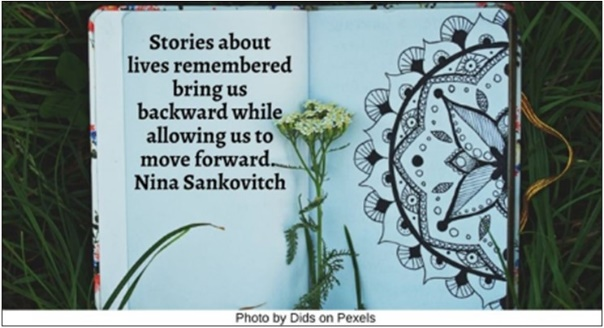 Stories about
lives remembered
bring us
backward while
allowing us to
move forward.
Nina Sankovitch
Photo by Dids on Pexels